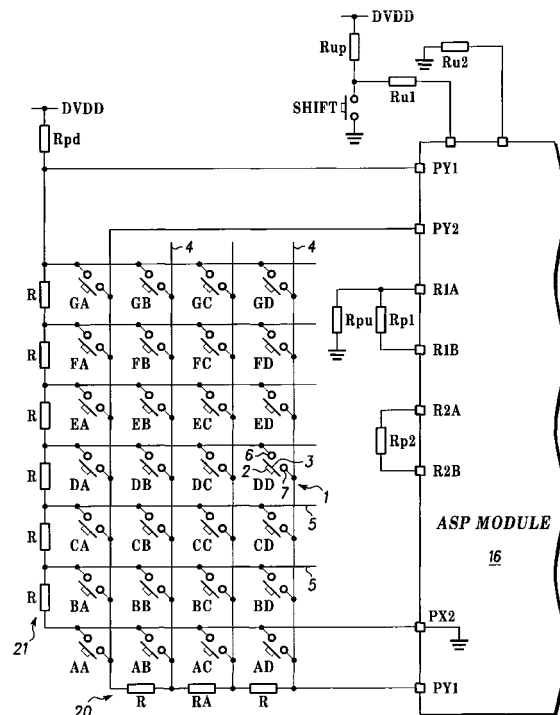 DVDD
DVDD
Rup
Ru2
Ru1
SHIFT
DVDD
Rpd
PY1
4
4
PY2
R
GA GB GC GD
R1A
Rpu Rp1
R
FA FB FC FD
R1B
R
EA EB EC ED
R2A
6 3
Rp2
R
2 7 1
DA DB DC DD
R2B
5
R
CA CB CC CD
ASP MODULE
16
5
R
BA BB BC BD
21
PX2
AA AB AC AD
20
R RA R
PY1